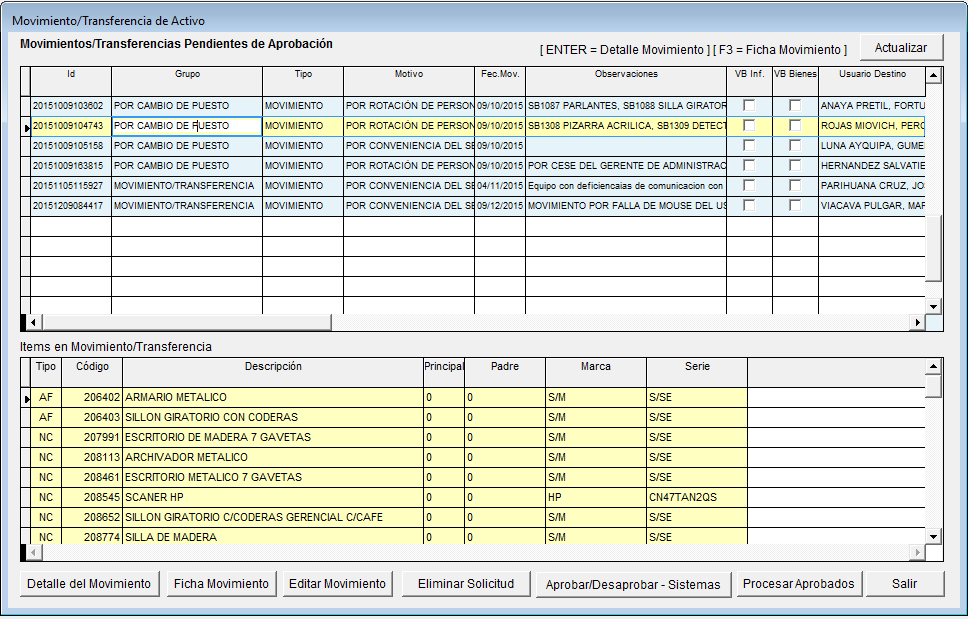 Movimiento/Transferencia de Activo
Movimientos/Transferencias Pendientes de Aprobación
[ ENTER = Detalle Movimiento ] [ F3 = Ficha Movimiento ]
Actualizar
Id Grupo Tipo Motivo Fec.Mov. Observaciones VB Inf. VB Bienes Usuario Destino
20151009103602 POR CAMBIO DE PUESTO MOVIMIENTO POR ROTACIÓN DE PERSON 09/10/2015 SB1087 PARLANTES, SB1088 SILLA GIRATOR ANAYA PRETIL, FORTU
20151009104743 POR CAMBIO DE PUESTO MOVIMIENTO POR ROTACIÓN DE PERSON 09/10/2015 SB1308 PIZARRA ACRILICA, SB1309 DETECT ROJAS MIOVICH, PERC
20151009105158 POR CAMBIO DE PUESTO MOVIMIENTO POR CONVENIENCIA DEL SE 09/10/2015 LUNA AYQUIPA, GUME
20151009163815 POR CAMBIO DE PUESTO MOVIMIENTO POR ROTACIÓN DE PERSON 09/10/2015 POR CESE DEL GERENTE DE ADMINISTRAC HERNANDEZ SALVATIE
20151105115927 MOVIMIENTO/TRANSFERENCIA MOVIMIENTO POR CONVENIENCIA DEL SE 04/11/2015 Equipo con deficiencaias de comunicacion con PARIHUANA CRUZ, JO
20151209084417 MOVIMIENTO/TRANSFERENCIA MOVIMIENTO POR CONVENIENCIA DEL SE 09/12/2015 MOVIMIENTO POR FALLA DE MOUSE DEL US VIACAVA PULGAR, MAR
Items en Movimiento/Transferencia
Tipo Código Descripción Principal Padre Marca Serie
AF 206402 ARMARIO METALICO 0 0 S/M S/SE
AF 206403 SILLON GIRATORIO CON CODERAS 0 0 S/M S/SE
NC 207991 ESCRITORIO DE MADERA 7 GAVETAS 0 0 S/M S/SE
NC 208113 ARCHIVADOR METALICO 0 0 S/M S/SE
NC 208461 ESCRITORIO METALICO 7 GAVETAS 0 0 S/M S/SE
NC 208545 SCANER HP 0 0 HP CN47TAN2QS
NC 208652 SILLON GIRATORIO C/CODERAS GERENCIAL C/CAFE 0 0 S/M S/SE
NC 208774 SILLA DE MADERA 0 0 S/M S/SE
Detalle del Movimiento Ficha Movimiento Editar Movimiento Eliminar Solicitud Aprobar/Desaprobar - Sistemas Procesar Aprobados Salir